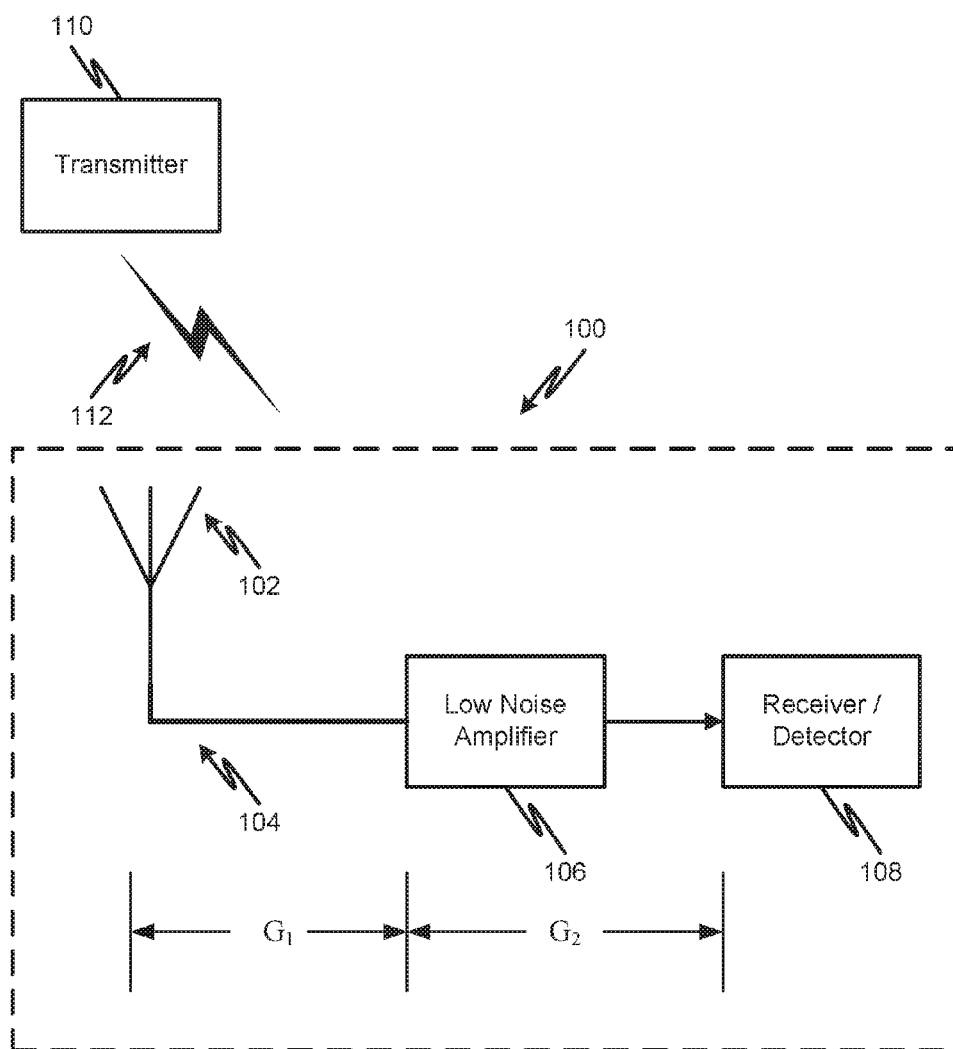 110
Transmitter
100
112
102
Low Noise
Amplifier
Receiver /
Detector
104
106
108
G₁
G₂